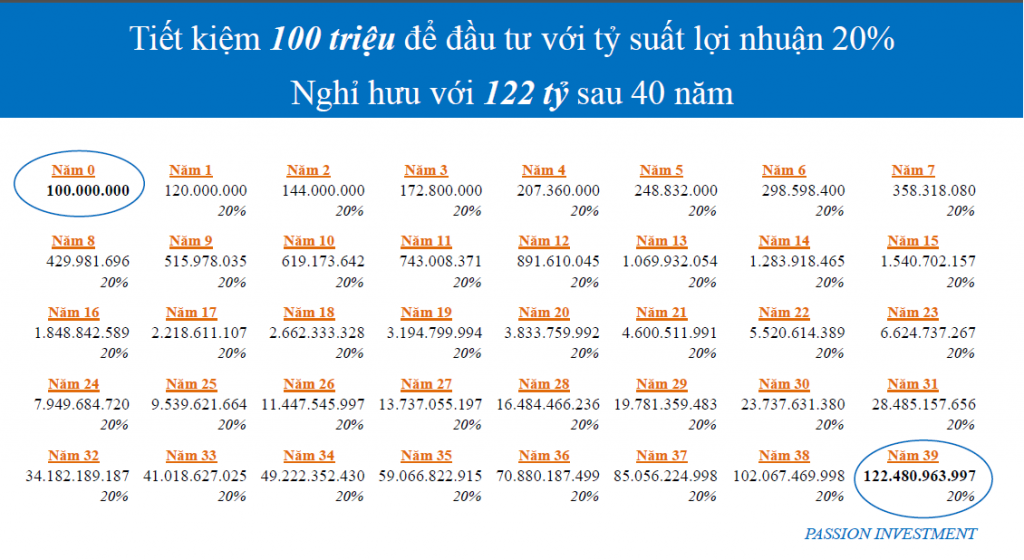 Tiết kiệm 100 triệu để đầu tư với tỷ suất lợi nhuận 20%
Nghỉ hưu với 122 tỷ sau 40 năm
Năm 0 Năm 1 Năm 2 Năm 3 Năm 4 Năm 5 Năm 6 Năm 7
100.000.000 120.000.000 144.000.000 172.800.000 207.360.000 248.832.000 298.598.400 358.318.080
20% 20% 20% 20% 20% 20% 20%
Năm 8 Năm 9 Năm 10 Năm 11 Năm 12 Năm 13 Năm 14 Năm 15
429.981.696 515.978.035 619.173.642 743.008.371 891.610.045 1.069.932.054 1.283.918.465 1.540.702.157
20% 20% 20% 20% 20% 20% 20% 20%
Năm 16 Năm 17 Năm 18 Năm 19 Năm 20 Năm 21 Năm 22 Năm 23
1.848.842.589 2.218.611.107 2.662.333.328 3.194.799.994 3.833.759.992 4.600.511.991 5.520.614.389 6.624.737.267
20% 20% 20% 20% 20% 20% 20% 20%
Năm 24 Năm 25 Năm 26 Năm 27 Năm 28 Năm 29 Năm 30 Năm 31
7.949.684.720 9.539.621.664 11.447.545.997 13.737.055.197 16.484.466.236 19.781.359.483 23.737.631.380 28.485.157.656
20% 20% 20% 20% 20% 20% 20% 20%
Năm 32 Năm 33 Năm 34 Năm 35 Năm 36 Năm 37 Năm 38 Năm 39
34.182.189.187 41.018.627.025 49.222.352.430 59.066.822.915 70.880.187.499 85.056.224.998 102.067.469.998 122.480.963.997
20% 20% 20% 20% 20% 20% 20% 20%
PASSION INVESTMENT